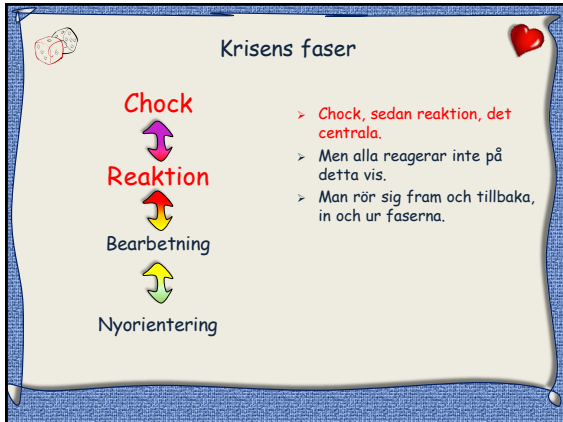 Krisens faser
Chock
Reaktion
Bearbetning
Nyorientering
➢ Chock, sedan reaktion, det
centrala.
➢ Men alla reagerar inte på
detta vis.
➢ Man rör sig fram och tillbaka,
in och ur faserna.